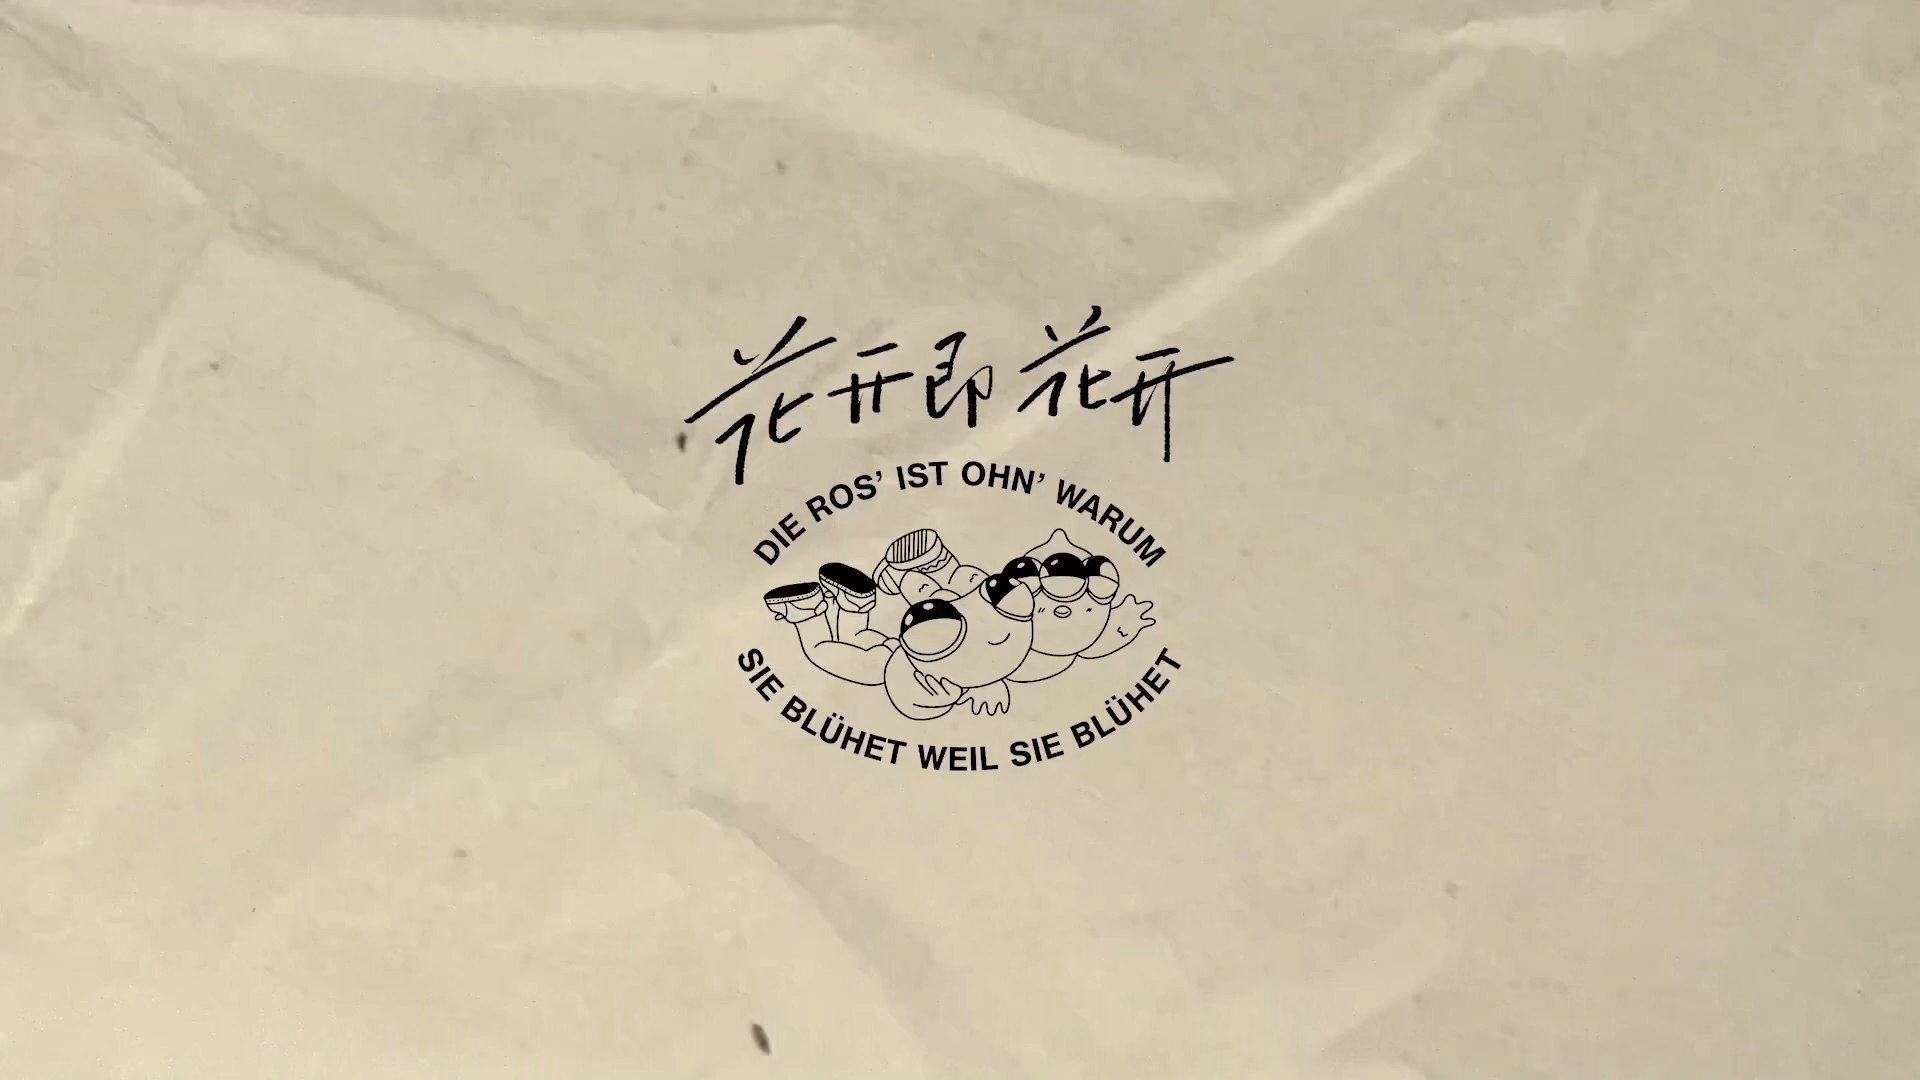 花开即花开
DIE ROS’ IST OHN’ WARUM
SIE BLÜHET WEIL SIE BLÜHET